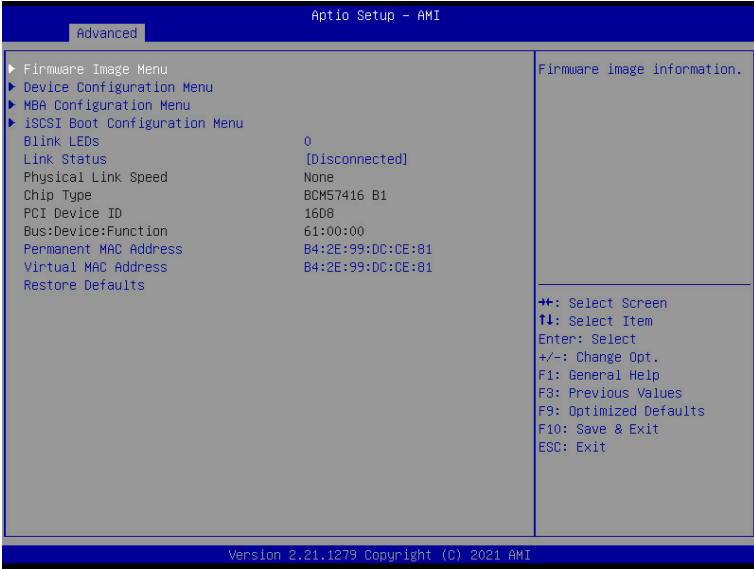 Aptio Setup – AMI
Advanced
Firmware Image Menu
Device Configuration Menu
MBA Configuration Menu
iSCSI Boot Configuration Menu
Blink LEDs 0
Link Status [Disconnected]
Physical Link Speed None
Chip Type BCM57416 B1
PCI Device ID 16D8
Bus:Device:Function 61:00:00
Permanent MAC Address B4:2E:99:DC:CE:81
Virtual MAC Address B4:2E:99:DC:CE:81
Restore Defaults
Firmware image information.
→←: Select Screen
↑↓: Select Item
Enter: Select
+/-: Change Opt.
F1: General Help
F3: Previous Values
F9: Optimized Defaults
F10: Save & Exit
ESC: Exit
Version 2.21.1279 Copyright (C) 2021 AMI